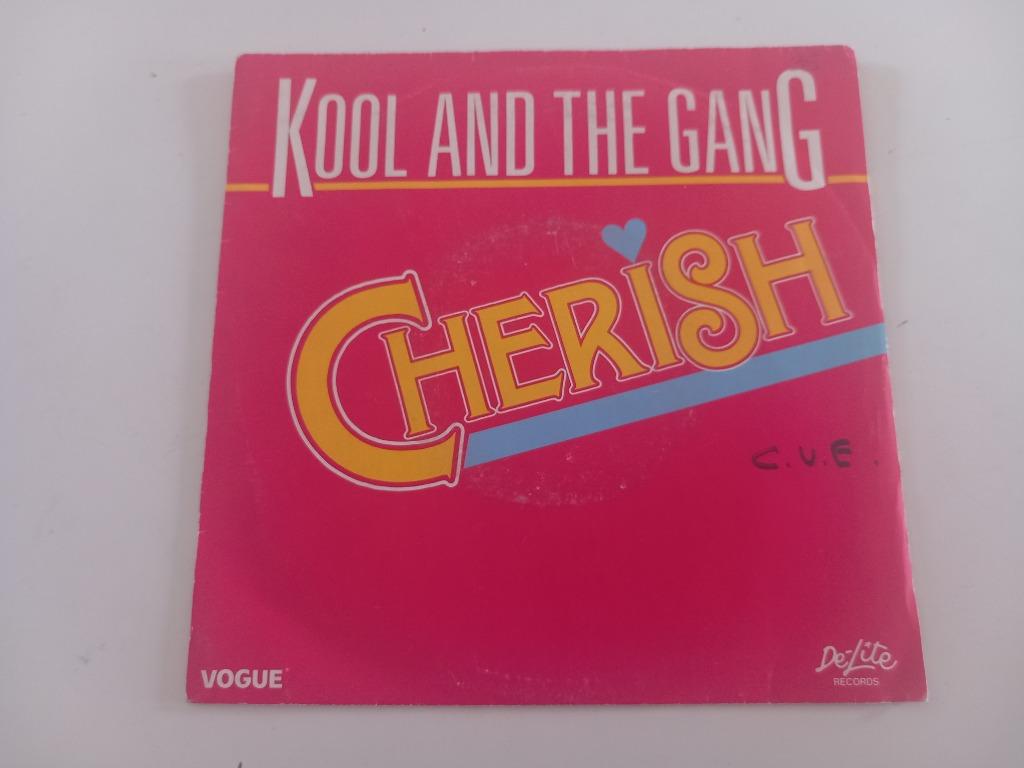 KOOL AND THE GANG
CHERiSH
C.U.E.
VOGUE
De-Lite
RECORDS